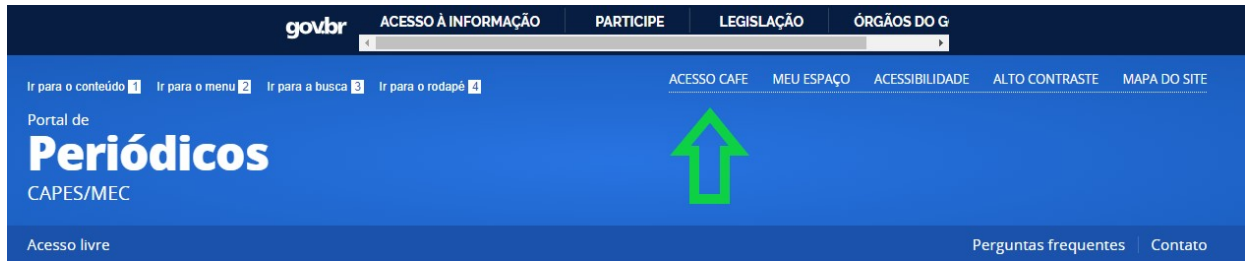 gov.br ACESSO À INFORMAÇÃO PARTICIPE LEGISLAÇÃO ÓRGÃOS DO G
Ir para o conteúdo 1 Ir para o menu 2 Ir para a busca 3 Ir para o rodapé 4 ACESSO CAFE MEU ESPAÇO ACESSIBILIDADE ALTO CONTRASTE MAPA DO SITE
Portal de
Periódicos
CAPES/MEC
Acesso livre Perguntas frequentes Contato